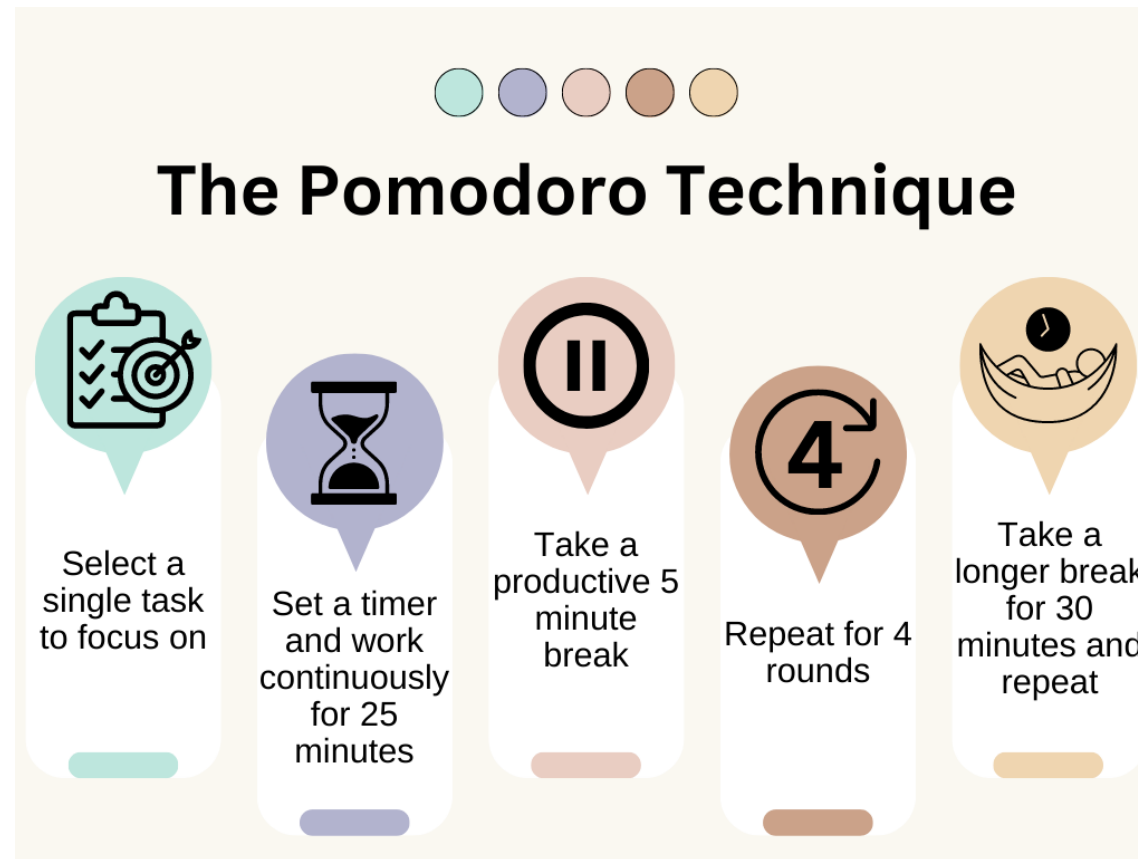 The Pomodoro Technique
Select a
single task
to focus on
Set a timer
and work
continuously
for 25
minutes
Take a
productive 5
minute
break
4
Repeat for 4
rounds
Take a
longer break
for 30
minutes and
repeat